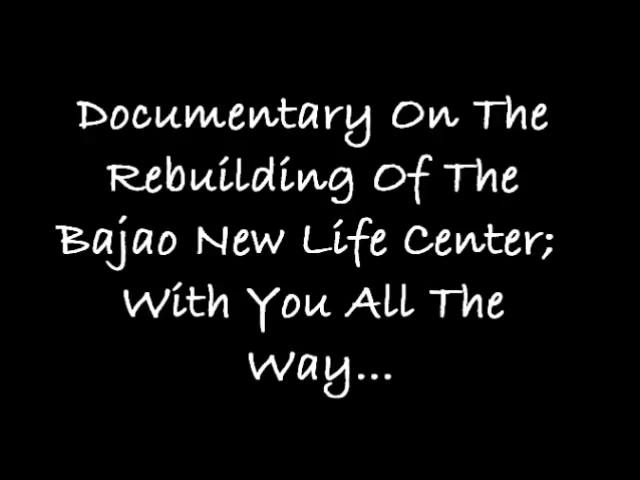 Documentary On The
Rebuilding Of The
Bajao New Life Center;
With You All The
Way...